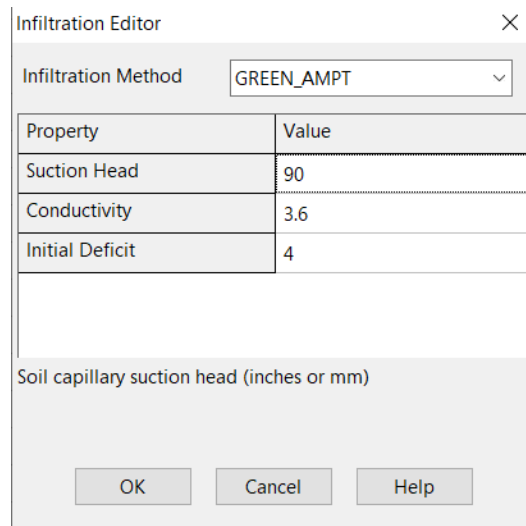 Infiltration Editor
Infiltration Method GREEN_AMPT
Property Value
Suction Head 90
Conductivity 3.6
Initial Deficit 4
Soil capillary suction head (inches or mm)
OK Cancel Help